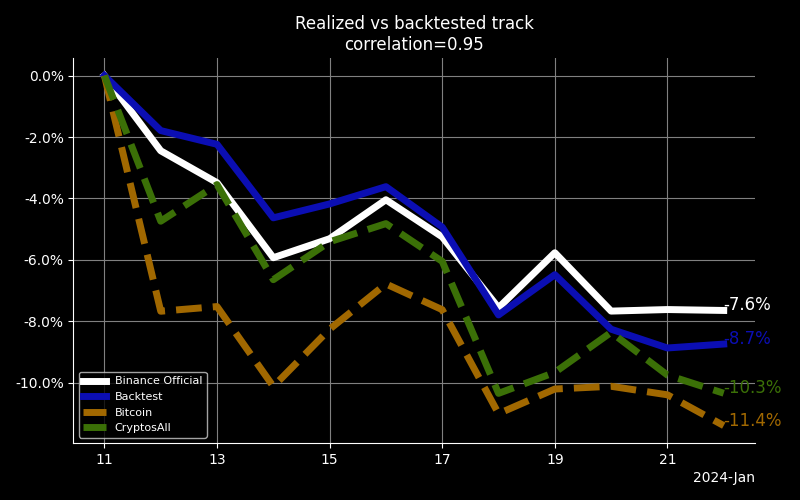 Realized vs backtested track
correlation=0.95
0.0%
-2.0%
-4.0%
-6.0%
-8.0%
-10.0%
-7.6%
-8.7%
-10.3%
-11.4%
Binance Official
Backtest
Bitcoin
CryptosAll
11 13 15 17 19 21
2024-Jan